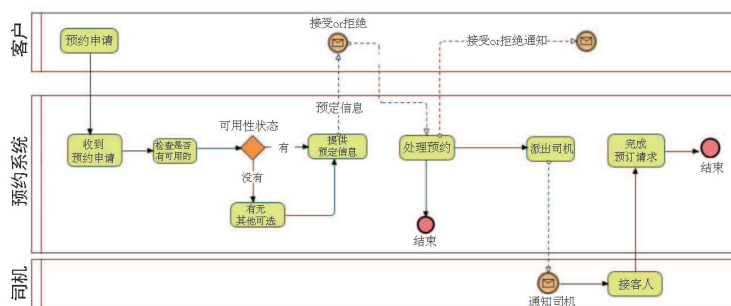 客户
预约申请
接受or拒绝
接受or拒绝通知
预定信息
预约系统
收到
预约申请
检查是否
有可用的
可用性状态
有
没有
提供
预定信息
有无
其他可选
处理预约
结束
派出司机
完成
预订请求
结束
司机
通知司机
接客人